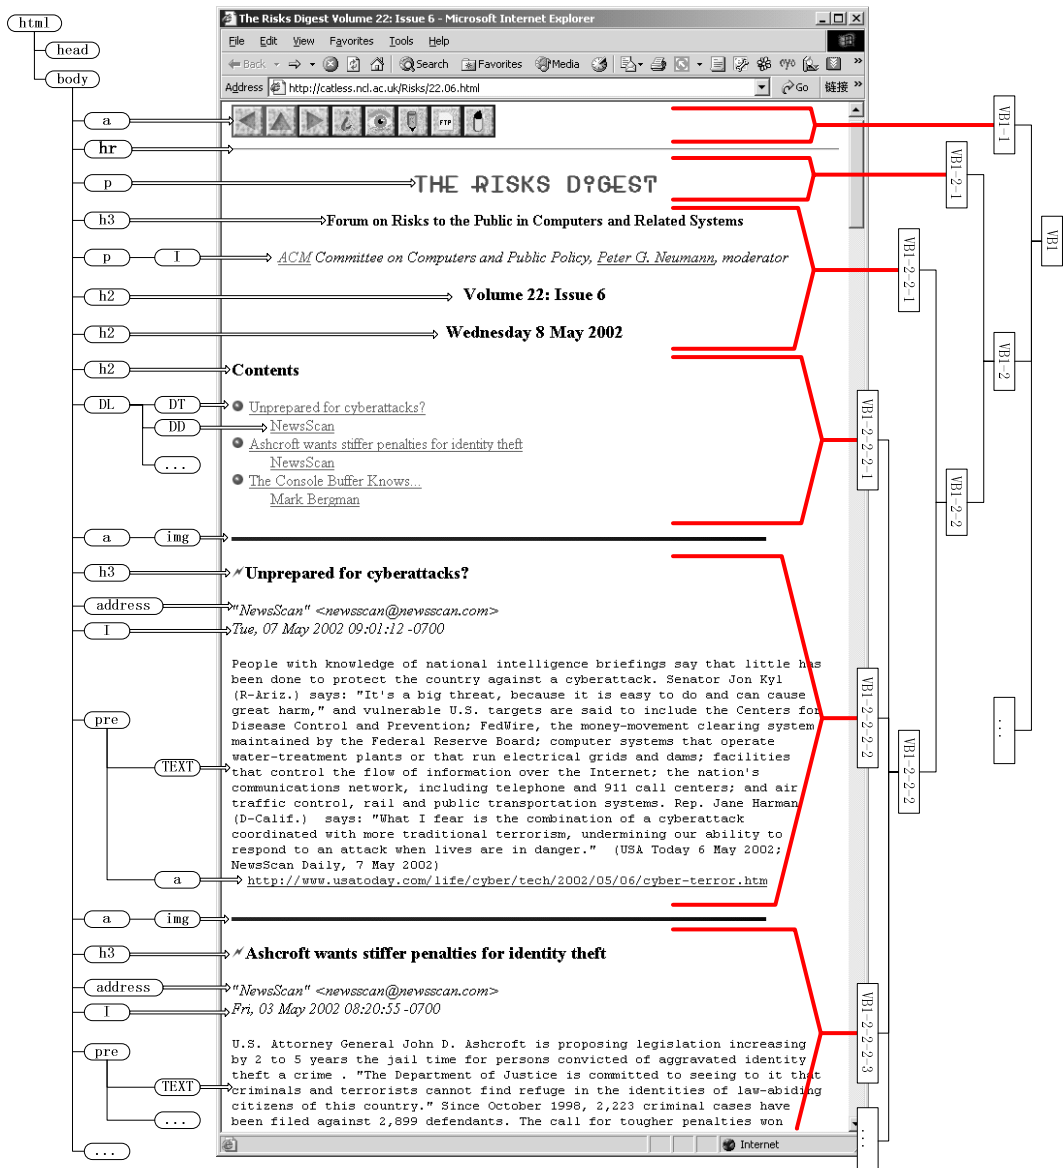 html
head
body
a
hr
p
h3
p I
h2
h2
h2
DL DT
DD
...
a img
h3
address
I
pre
TEXT
a
a img
h3
address
I
pre
TEXT
...
...
The Risks Digest Volume 22: Issue 6 - Microsoft Internet Explorer
File Edit View Favorites Tools Help
Back Search Favorites Media
Address http://catless.ncl.ac.uk/Risks/22.06.html Go 链接 »
FTP
THE RISKS DIGEST
Forum on Risks to the Public in Computers and Related Systems
ACM Committee on Computers and Public Policy, Peter G. Neumann, moderator
Volume 22: Issue 6
Wednesday 8 May 2002
Contents
Unprepared for cyberattacks?
NewsScan
Ashcroft wants stiffer penalties for identity theft
NewsScan
The Console Buffer Knows...
Mark Bergman
Unprepared for cyberattacks?
"NewsScan" <newsscan@newsscan.com>
Tue, 07 May 2002 09:01:12 -0700
People with knowledge of national intelligence briefings say that little has
been done to protect the country against a cyberattack. Senator Jon Kyl
(R-Ariz.) says: "It's a big threat, because it is easy to do and can cause
great harm," and vulnerable U.S. targets are said to include the Centers for
Disease Control and Prevention; FedWire, the money-movement clearing system
maintained by the Federal Reserve Board; computer systems that operate
water-treatment plants or that run electrical grids and dams; facilities
that control the flow of information over the Internet; the nation's
communications network, including telephone and 911 call centers; and air
traffic control, rail and public transportation systems. Rep. Jane Harman
(D-Calif.) says: "What I fear is the combination of a cyberattack
coordinated with more traditional terrorism, undermining our ability to
respond to an attack when lives are in danger." (USA Today 6 May 2002;
NewsScan Daily, 7 May 2002)
http://www.usatoday.com/life/cyber/tech/2002/05/06/cyber-terror.htm
Ashcroft wants stiffer penalties for identity theft
"NewsScan" <newsscan@newsscan.com>
Fri, 03 May 2002 08:20:55 -0700
U.S. Attorney General John D. Ashcroft is proposing legislation increasing
by 2 to 5 years the jail time for persons convicted of aggravated identity
theft a crime . "The Department of Justice is committed to seeing to it that
criminals and terrorists cannot find refuge in the identities of law-abiding
citizens of this country." Since October 1998, 2,223 criminal cases have
been filed against 2,899 defendants. The call for tougher penalties won
Internet
VB1-1
VB1-2-1
VB1
VB1-2-2-1
VB1-2
VB1-2-2-2-1
VB1-2-2
VB1-2-2-2-2
...
VB1-2-2-2
VB1-2-2-2-3
...